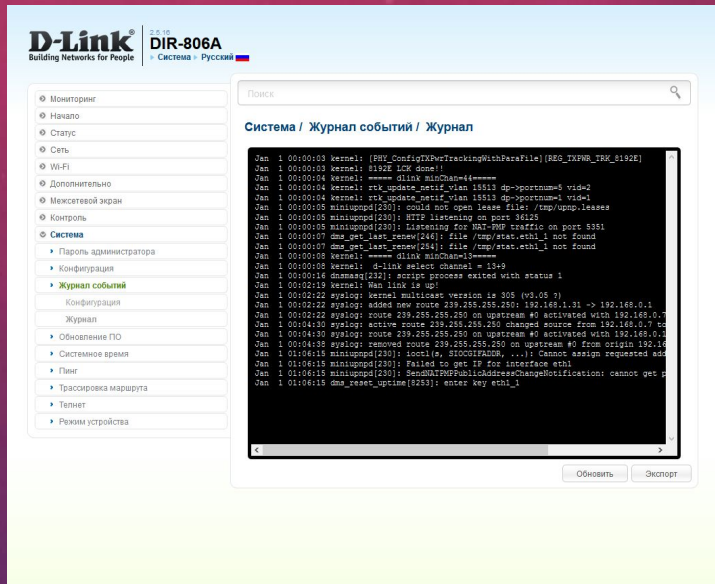 D-Link®
Building Networks for People
2.5.16
DIR-806A
Система Русский
Мониторинг
Начало
Статус
Сеть
Wi-Fi
Дополнительно
Межсетевой экран
Контроль
Система
Пароль администратора
Конфигурация
Журнал событий
Конфигурация
Журнал
Обновление ПО
Системное время
Пинг
Трассировка маршрута
Телнет
Режим устройства
Поиск
Система / Журнал событий / Журнал
Jan 1 00:00:03 kernel: [PHY_ConfigTXPwrTrackingWithParaFile][REG_TXPWR_TRK_8192E]
Jan 1 00:00:03 kernel: 8192E LCK done!!
Jan 1 00:00:04 kernel: ===== dlink minChan=44=====
Jan 1 00:00:04 kernel: rtk_update_netif_vlan 15513 dp->portnum=5 vid=2
Jan 1 00:00:04 kernel: rtk_update_netif_vlan 15513 dp->portnum=1 vid=1
Jan 1 00:00:05 miniupnpd[230]: could not open lease file: /tmp/upnp.leases
Jan 1 00:00:05 miniupnpd[230]: HTTP listening on port 36125
Jan 1 00:00:05 miniupnpd[230]: Listening for NAT-PMP traffic on port 5351
Jan 1 00:00:07 dms_get_last_renew[246]: file /tmp/stat.eth1_1 not found
Jan 1 00:00:07 dms_get_last_renew[254]: file /tmp/stat.eth1_1 not found
Jan 1 00:00:08 kernel: ===== dlink minChan=13=====
Jan 1 00:00:08 kernel: d-link select channel = 13+9
Jan 1 00:00:16 dnsmasq[232]: script process exited with status 1
Jan 1 00:02:19 kernel: Wan link is up!
Jan 1 00:02:22 syslog: kernel multicast version is 305 (v3.05 ?)
Jan 1 00:02:22 syslog: added new route 239.255.255.250: 192.168.1.31 -> 192.168.0.1
Jan 1 00:02:22 syslog: route 239.255.255.250 on upstream #0 activated with 192.168.0.7
Jan 1 00:04:30 syslog: active route 239.255.255.250 changed source from 192.168.0.7 to
Jan 1 00:04:30 syslog: route 239.255.255.250 on upstream #0 activated with 192.168.0.1
Jan 1 00:04:38 syslog: removed route 239.255.255.250 on upstream #0 from origin 192.16
Jan 1 01:06:15 miniupnpd[230]: ioctl(s, SIOCGIFADDR, ...): Cannot assign requested add
Jan 1 01:06:15 miniupnpd[230]: Failed to get IP for interface eth1
Jan 1 01:06:15 miniupnpd[230]: SendNATPMPPublicAddressChangeNotification: cannot get p
Jan 1 01:06:15 dms_reset_uptime[8253]: enter key eth1_1
Обновить
Экспорт